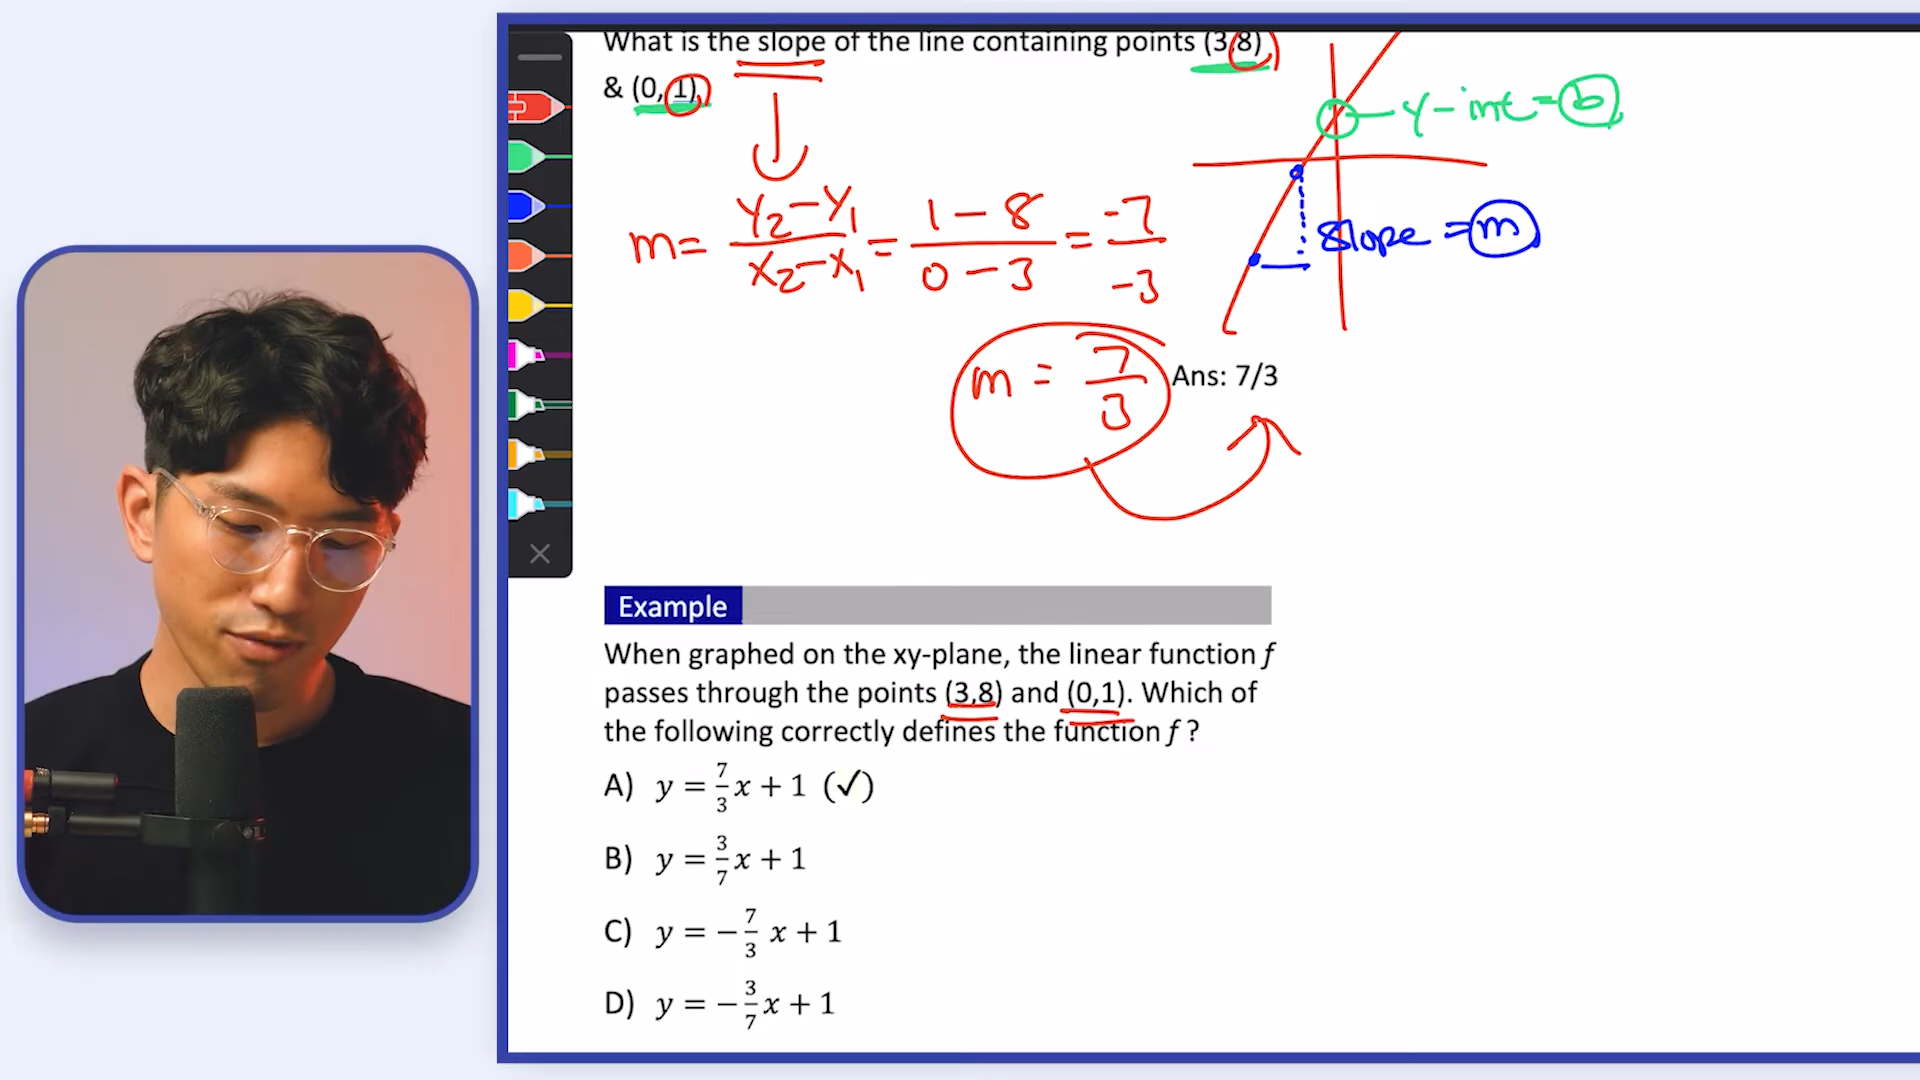 What is the slope of the line containing points (3,8)
& (0, 1),
y-int = b
m = y₂ - y₁ / x₂ - x₁ = 1 - 8 / 0 - 3 = -7 / -3
slope = m
m = 7/3
Ans: 7/3
Example
When graphed on the xy-plane, the linear function f
passes through the points (3,8) and (0,1). Which of
the following correctly defines the function f ?
A) y = 7/3 x + 1 (✓)
B) y = 3/7 x + 1
C) y = − 7/3 x + 1
D) y = − 3/7 x + 1